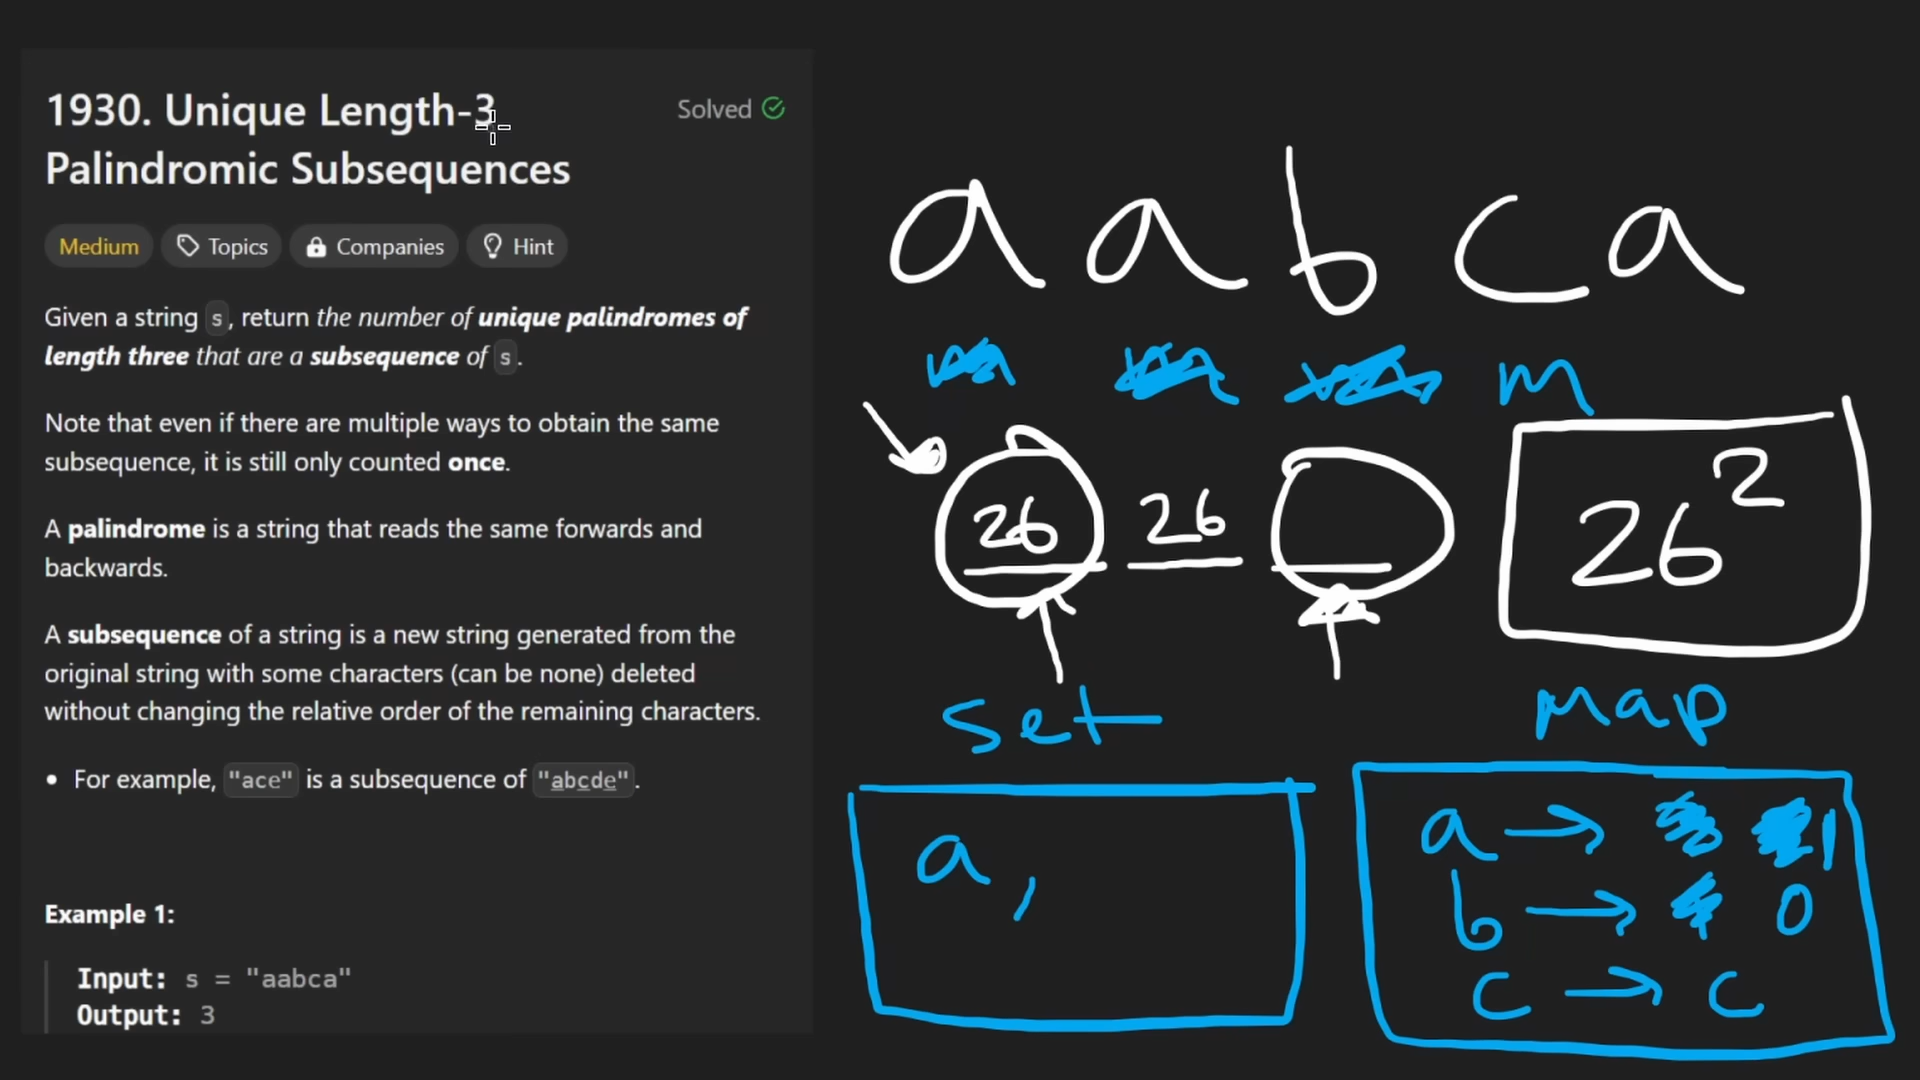 1930. Unique Length-3
Palindromic Subsequences
Solved
Medium Topics Companies Hint
Given a string s, return the number of unique palindromes of
length three that are a subsequence of s.
Note that even if there are multiple ways to obtain the same
subsequence, it is still only counted once.
A palindrome is a string that reads the same forwards and
backwards.
A subsequence of a string is a new string generated from the
original string with some characters (can be none) deleted
without changing the relative order of the remaining characters.
• For example, "ace" is a subsequence of "abcde".
Example 1:
Input: s = "aabca"
Output: 3
a a b c a
m
26 26
26²
set
a,
map
a → 1
b → 0
c → c